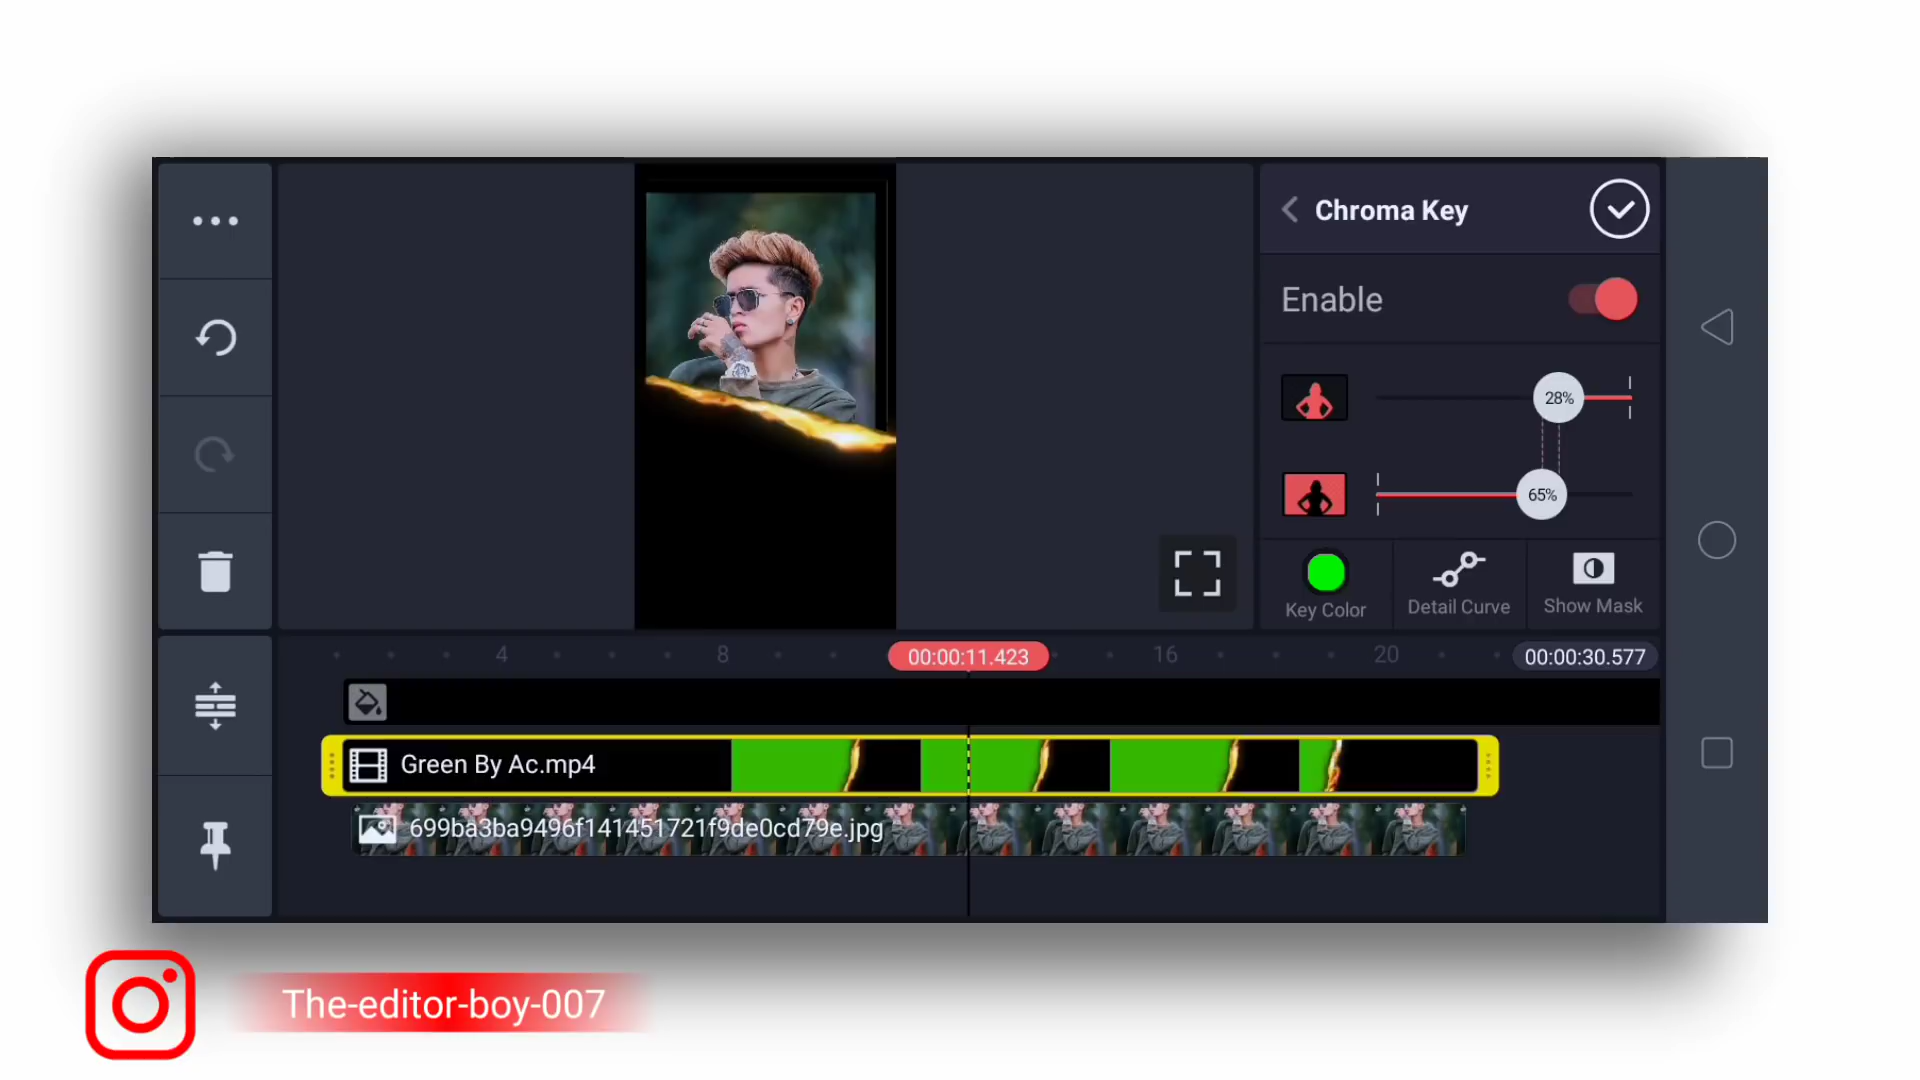 Chroma Key
Enable
28%
65%
Key Color
Detail Curve
Show Mask
4
8
00:00:11.423
16
20
00:00:30.577
Green By Ac.mp4
699ba3ba9496f141451721f9de0cd79e.jpg
The-editor-boy-007